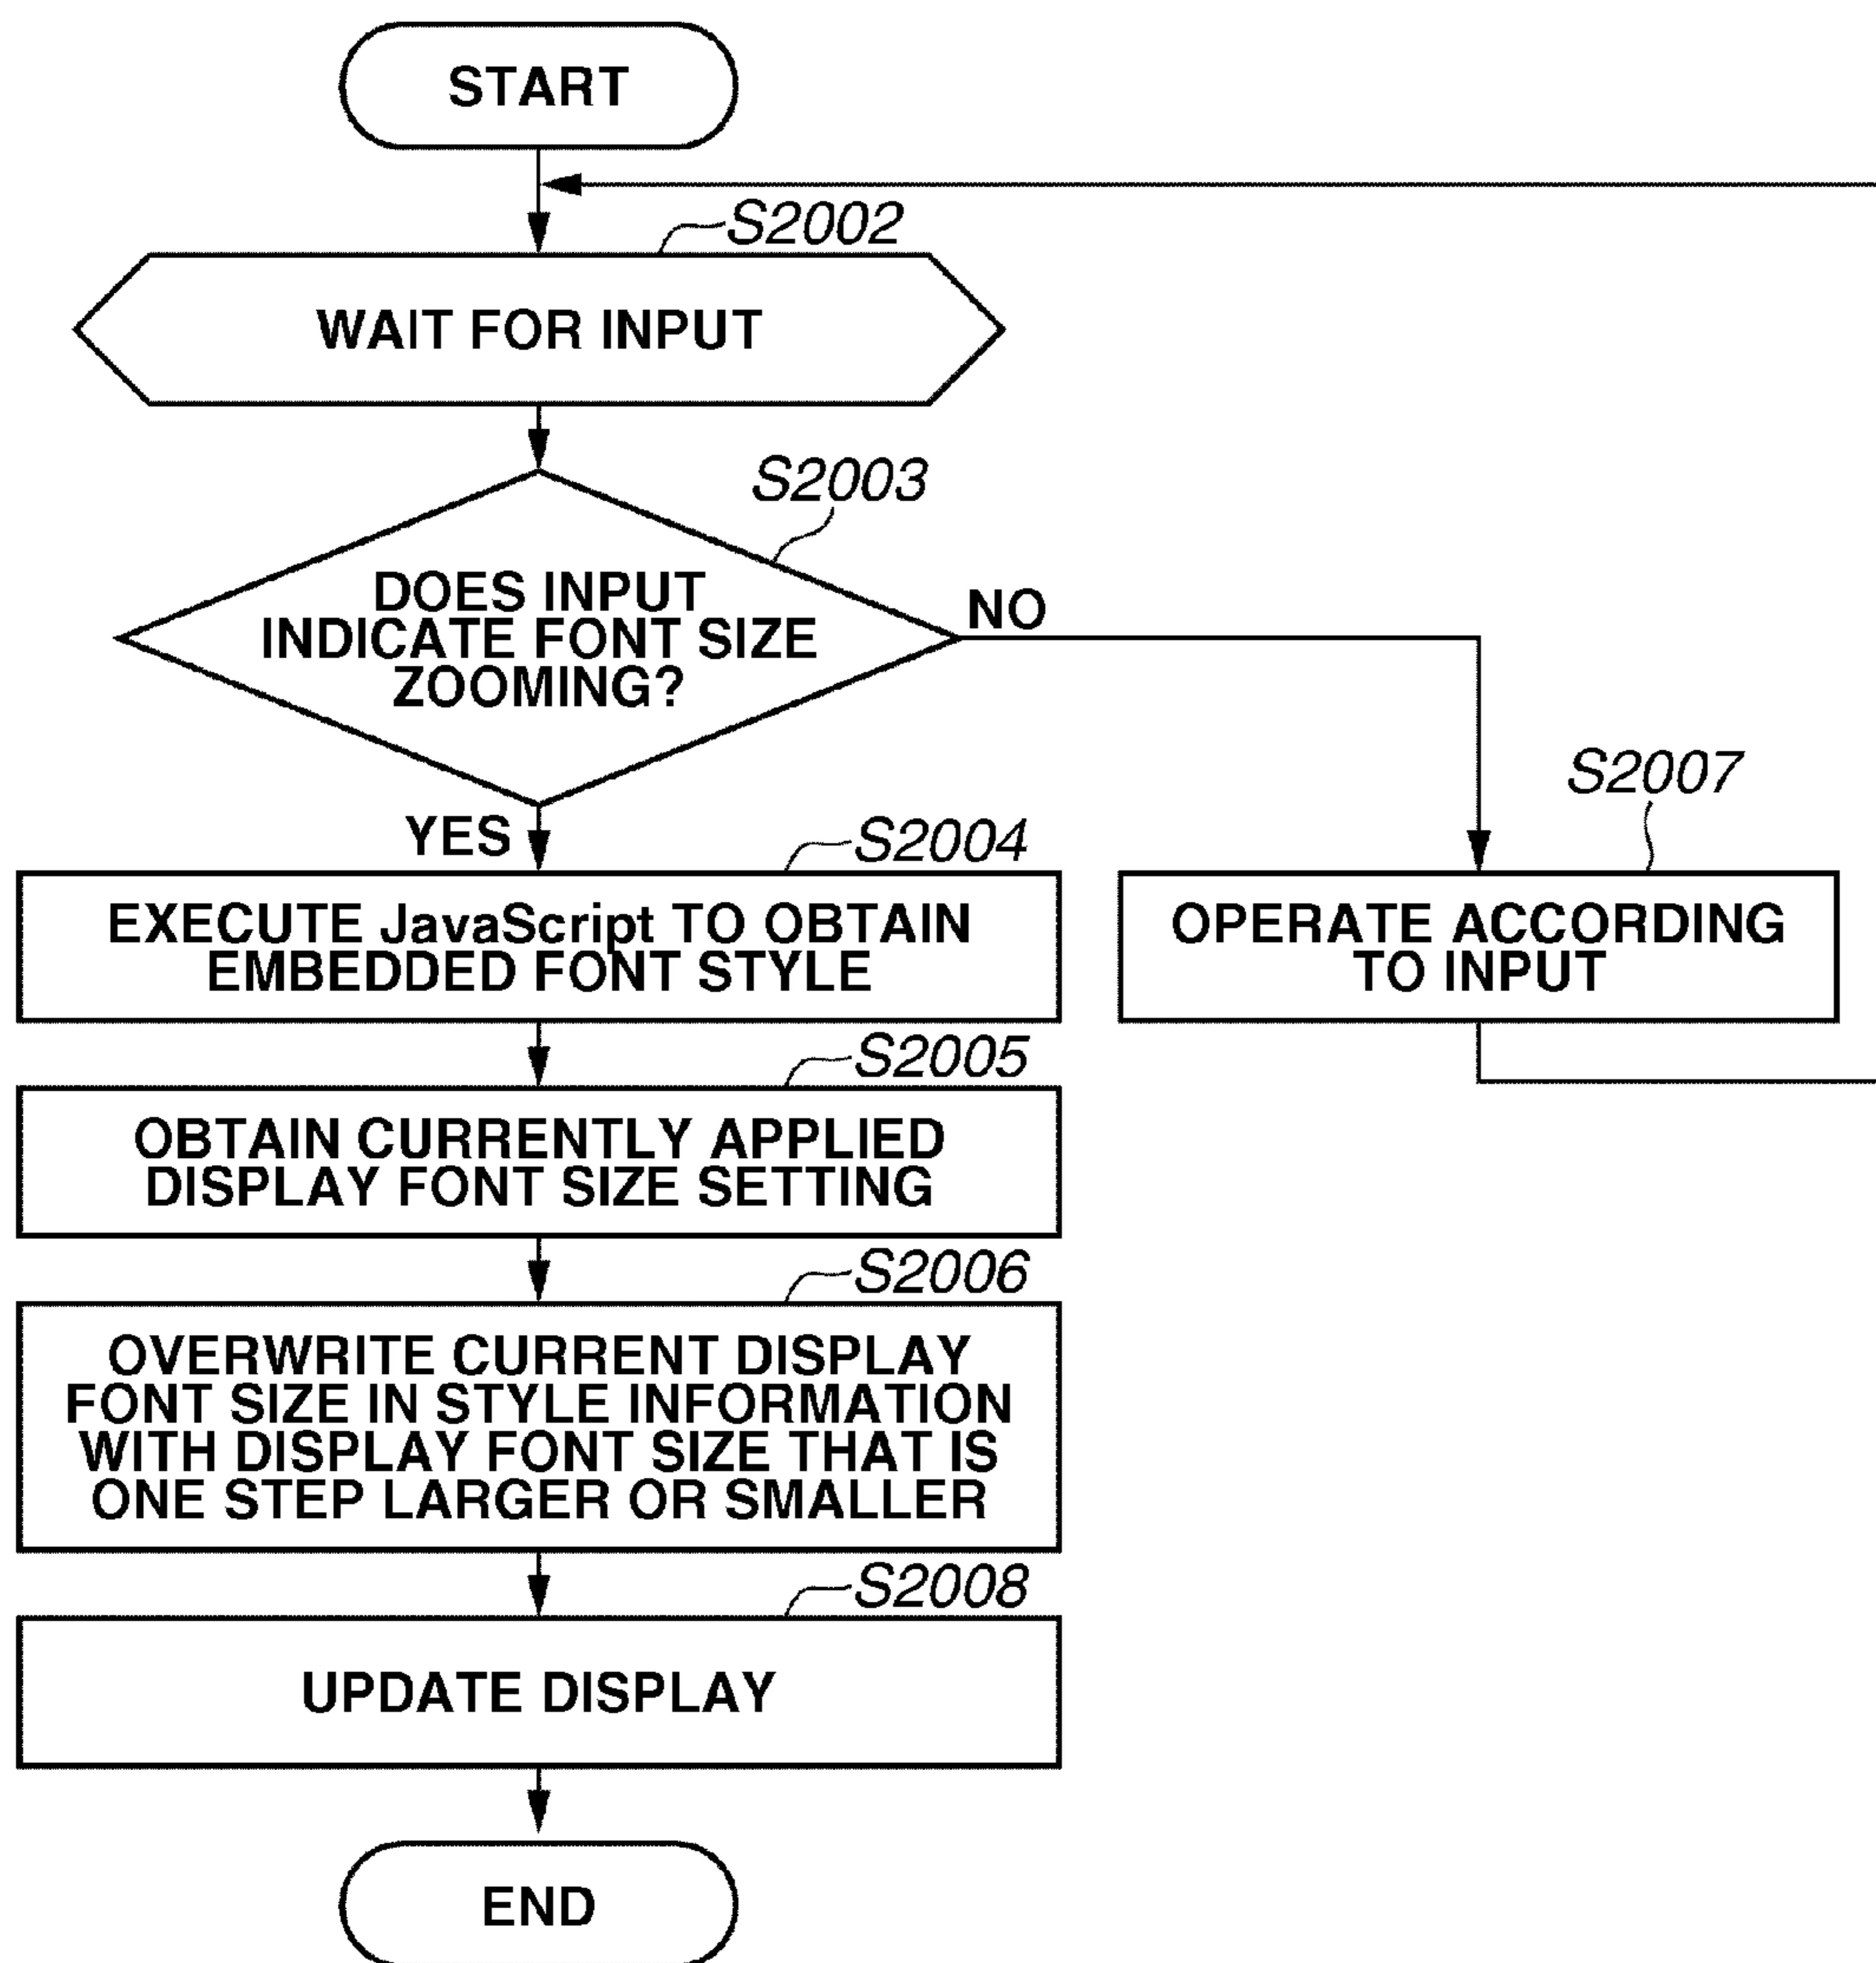 START
S2002
WAIT FOR INPUT
S2003
DOES INPUT
INDICATE FONT SIZE
ZOOMING?
NO
YES
S2004
EXECUTE JavaScript TO OBTAIN
EMBEDDED FONT STYLE
S2007
OPERATE ACCORDING
TO INPUT
S2005
OBTAIN CURRENTLY APPLIED
DISPLAY FONT SIZE SETTING
S2006
OVERWRITE CURRENT DISPLAY
FONT SIZE IN STYLE INFORMATION
WITH DISPLAY FONT SIZE THAT IS
ONE STEP LARGER OR SMALLER
S2008
UPDATE DISPLAY
END